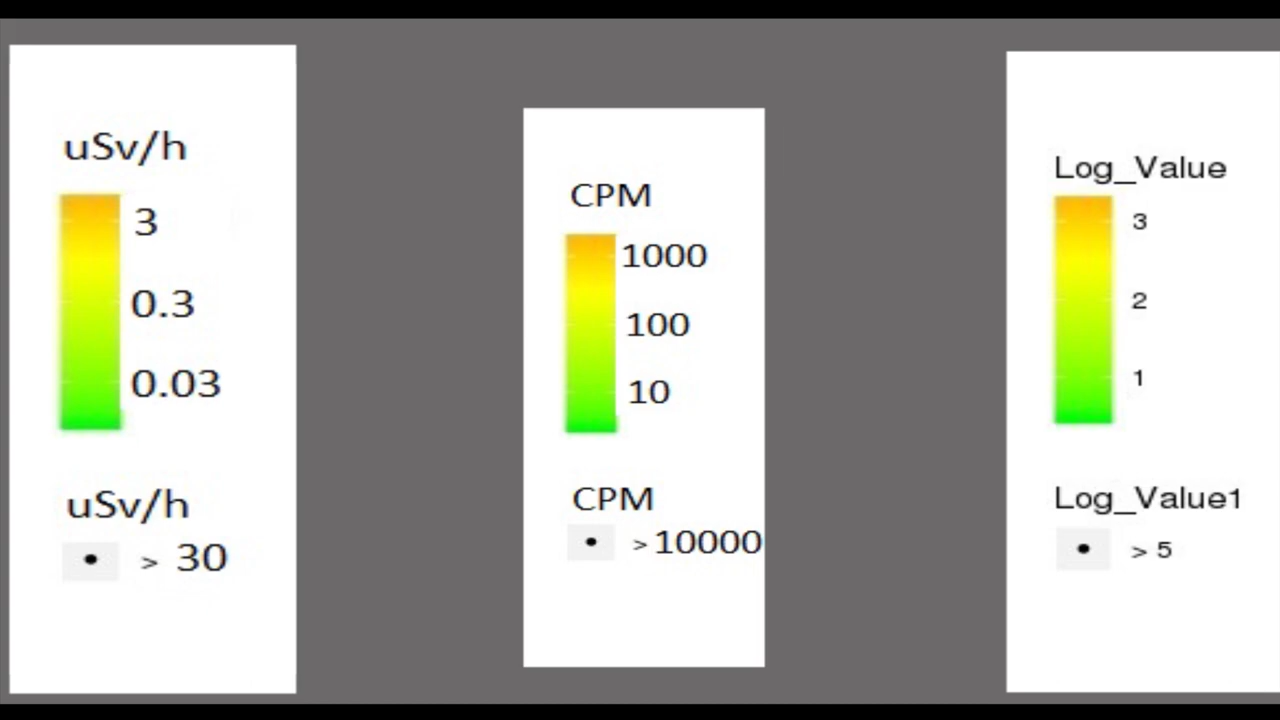 uSv/h
3
0.3
0.03
uSv/h
> 30
CPM
1000
100
10
CPM
> 10000
Log_Value
3
2
1
Log_Value1
> 5